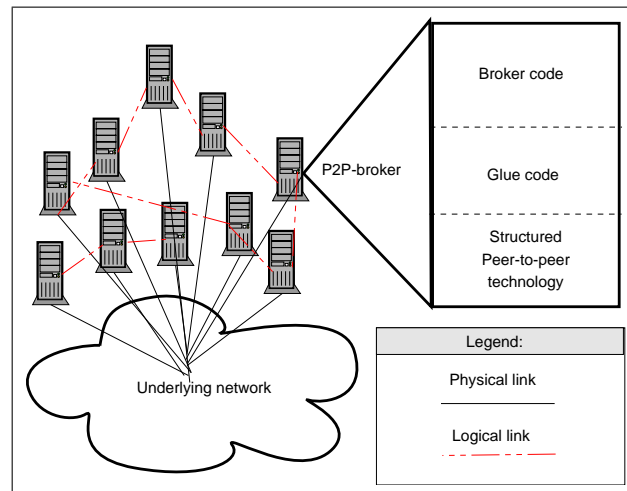 Broker code
P2P-broker
Glue code
Structured
Peer-to-peer
technology
Underlying network
Legend:
Physical link
Logical link